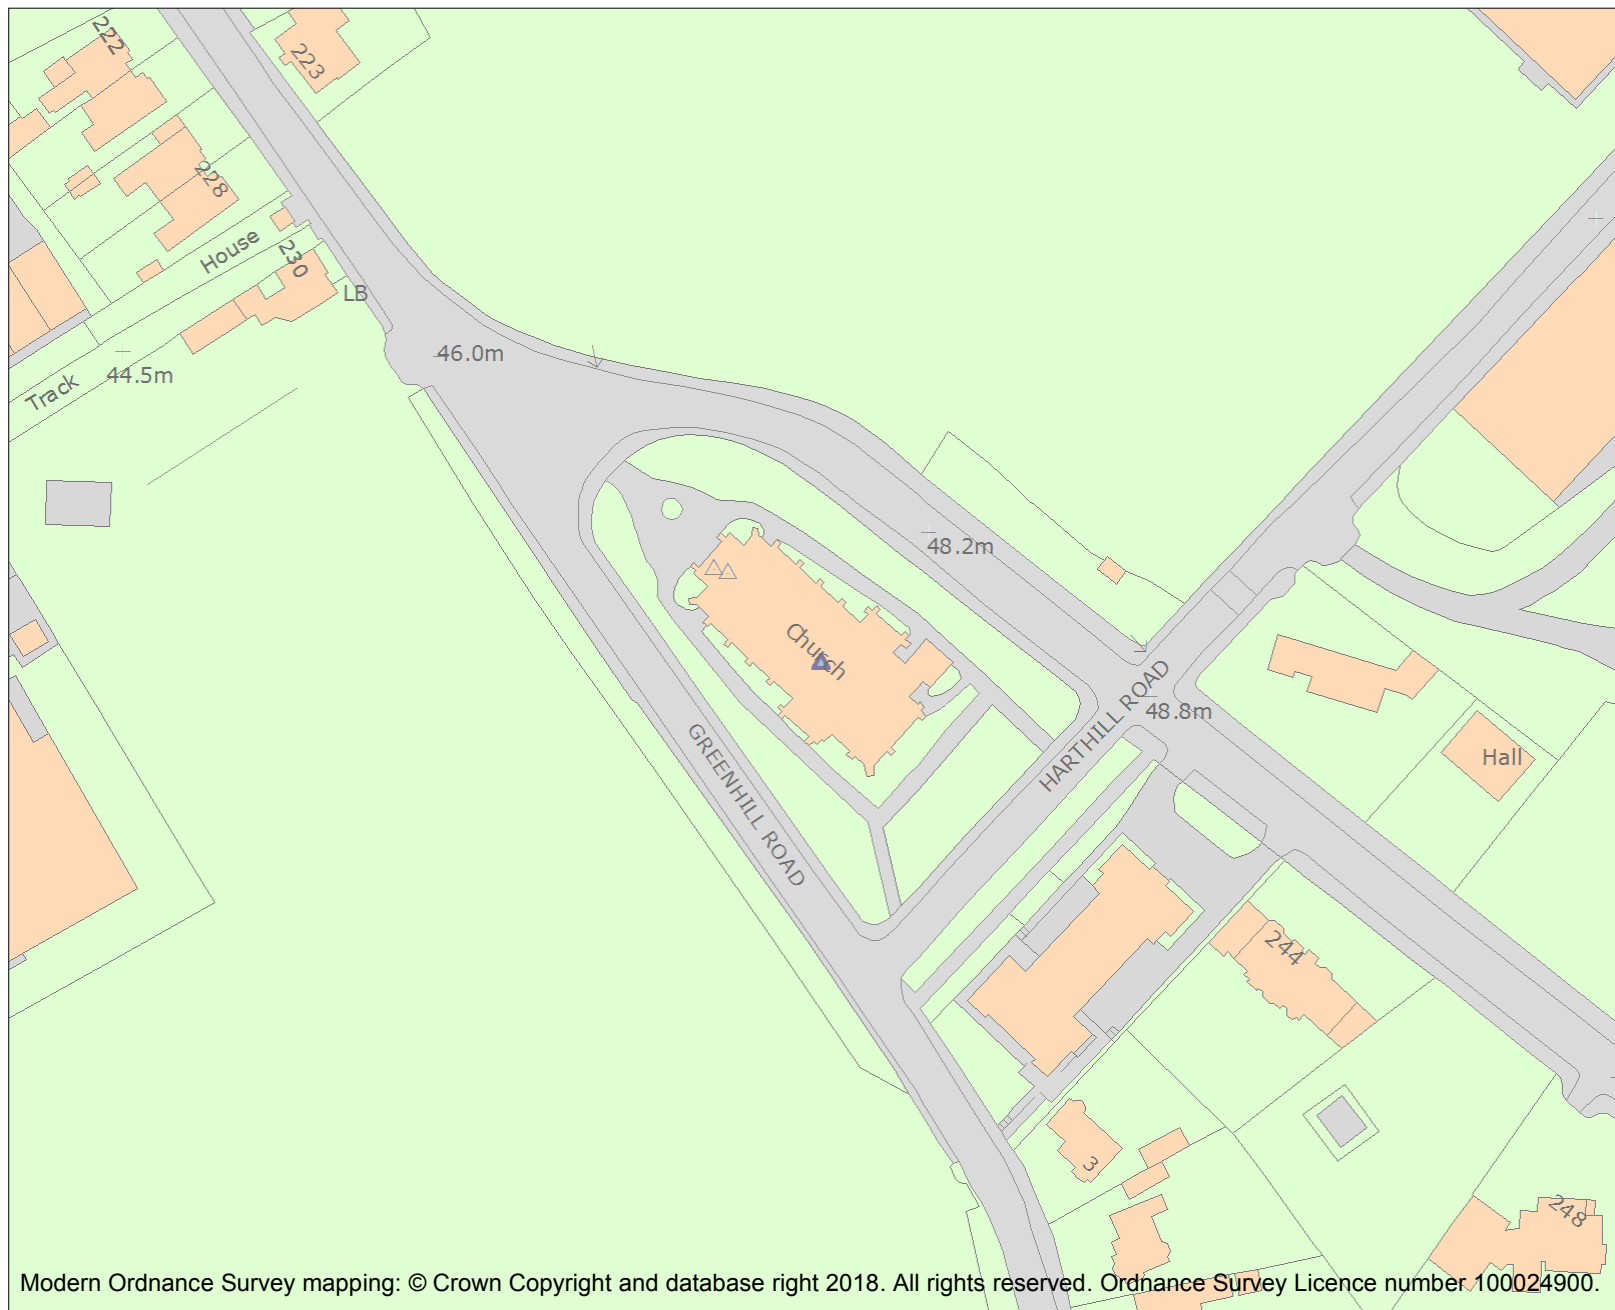 222
223
228
House
230
LB
46.0m
44.5m
Track
48.2m
Church
HARTHILL ROAD
48.8m
GREENHILL ROAD
Hall
244
3
248
Modern Ordnance Survey mapping: © Crown Copyright and database right 2018. All rights reserved. Ordnance Survey Licence number 100024900.